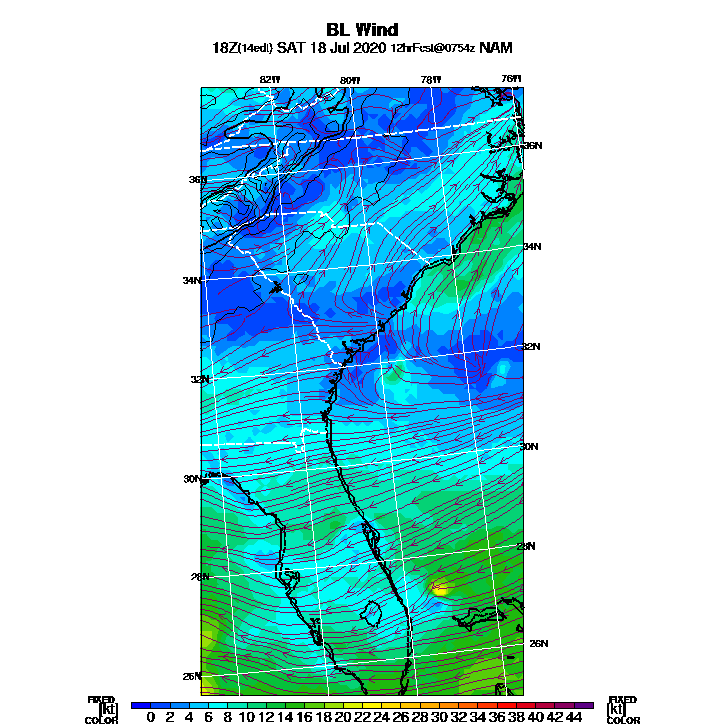 BL Wind
18Z(14edt) SAT 18 Jul 2020 12hrFcst@0754z NAM
82W 80W 78W 76W
36N
36N
34N
34N
32N
32N
30N
30N
28N
28N
26N
26N
FIXED FIXED
[kt] [kt]
COLOR COLOR
0 2 4 6 8 10 12 14 16 18 20 22 24 26 28 30 32 34 36 38 40 42 44